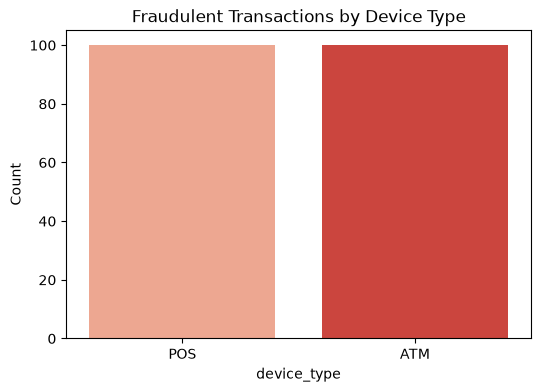 Fraudulent Transactions by Device Type
100
80
60
40
20
0
Count
POS ATM
device_type